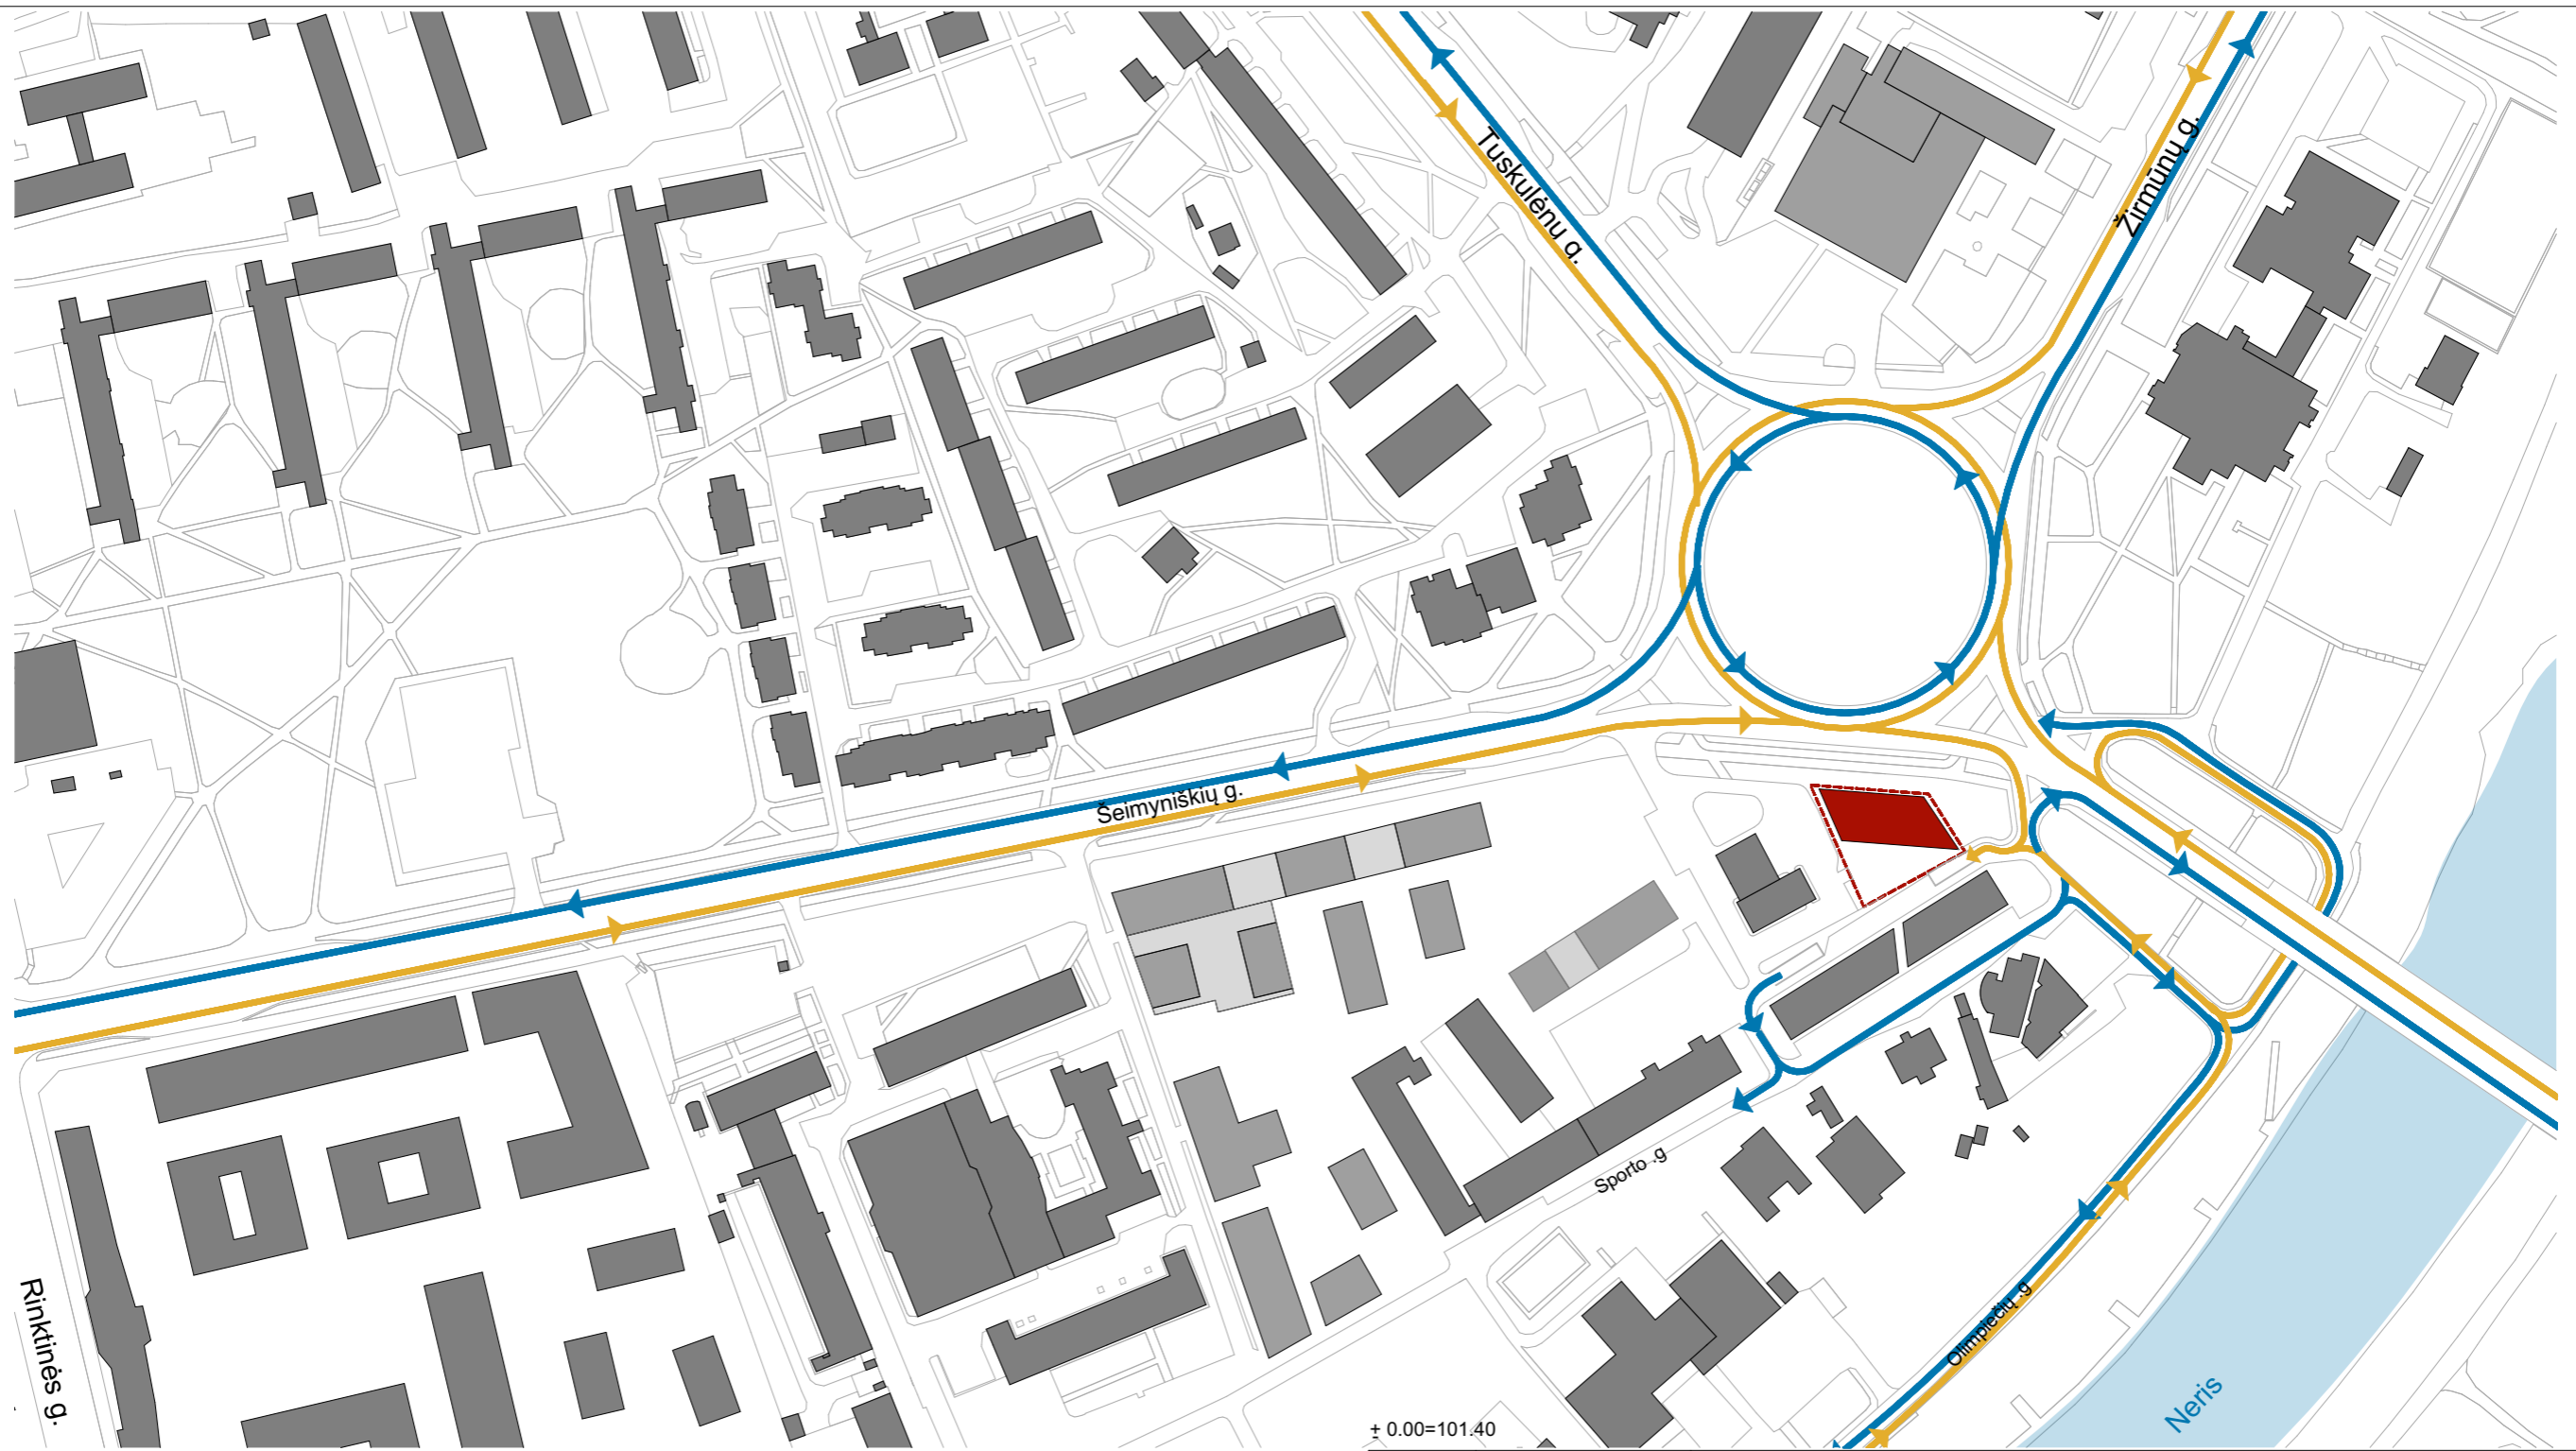 Tuskulėnų g.
Žirmūnų g.
Šeimyniškių g.
Sporto .g
Olimpiečių .g
Rinktinės g.
Neris
± 0.00=101.40